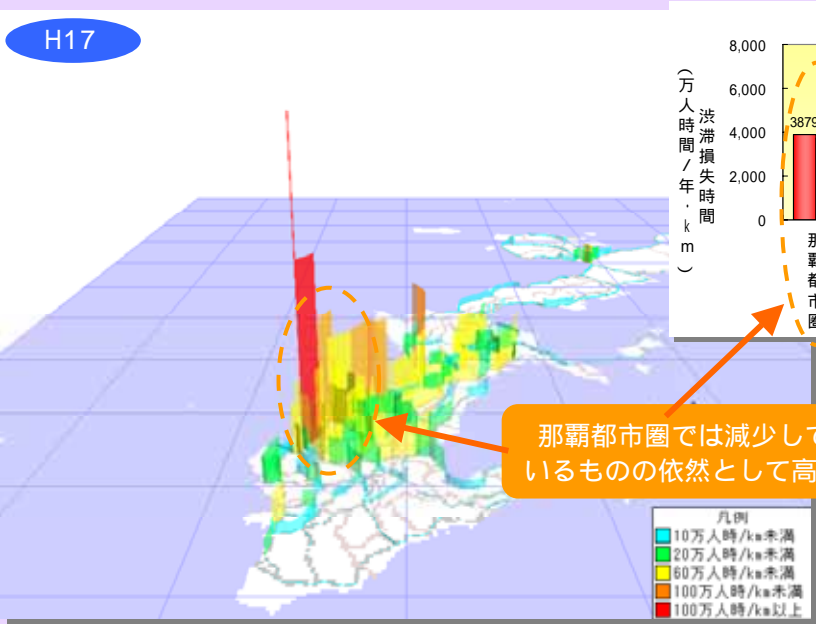 H17
8,000
6,000
4,000
2,000
0
3879
渋滞損失時間
(万人時間/年・km)
那覇都市圏
那覇都市圏では減少して
いるものの依然として高
凡例
10万人時/km未満
20万人時/km未満
60万人時/km未満
100万人時/km未満
100万人時/km以上